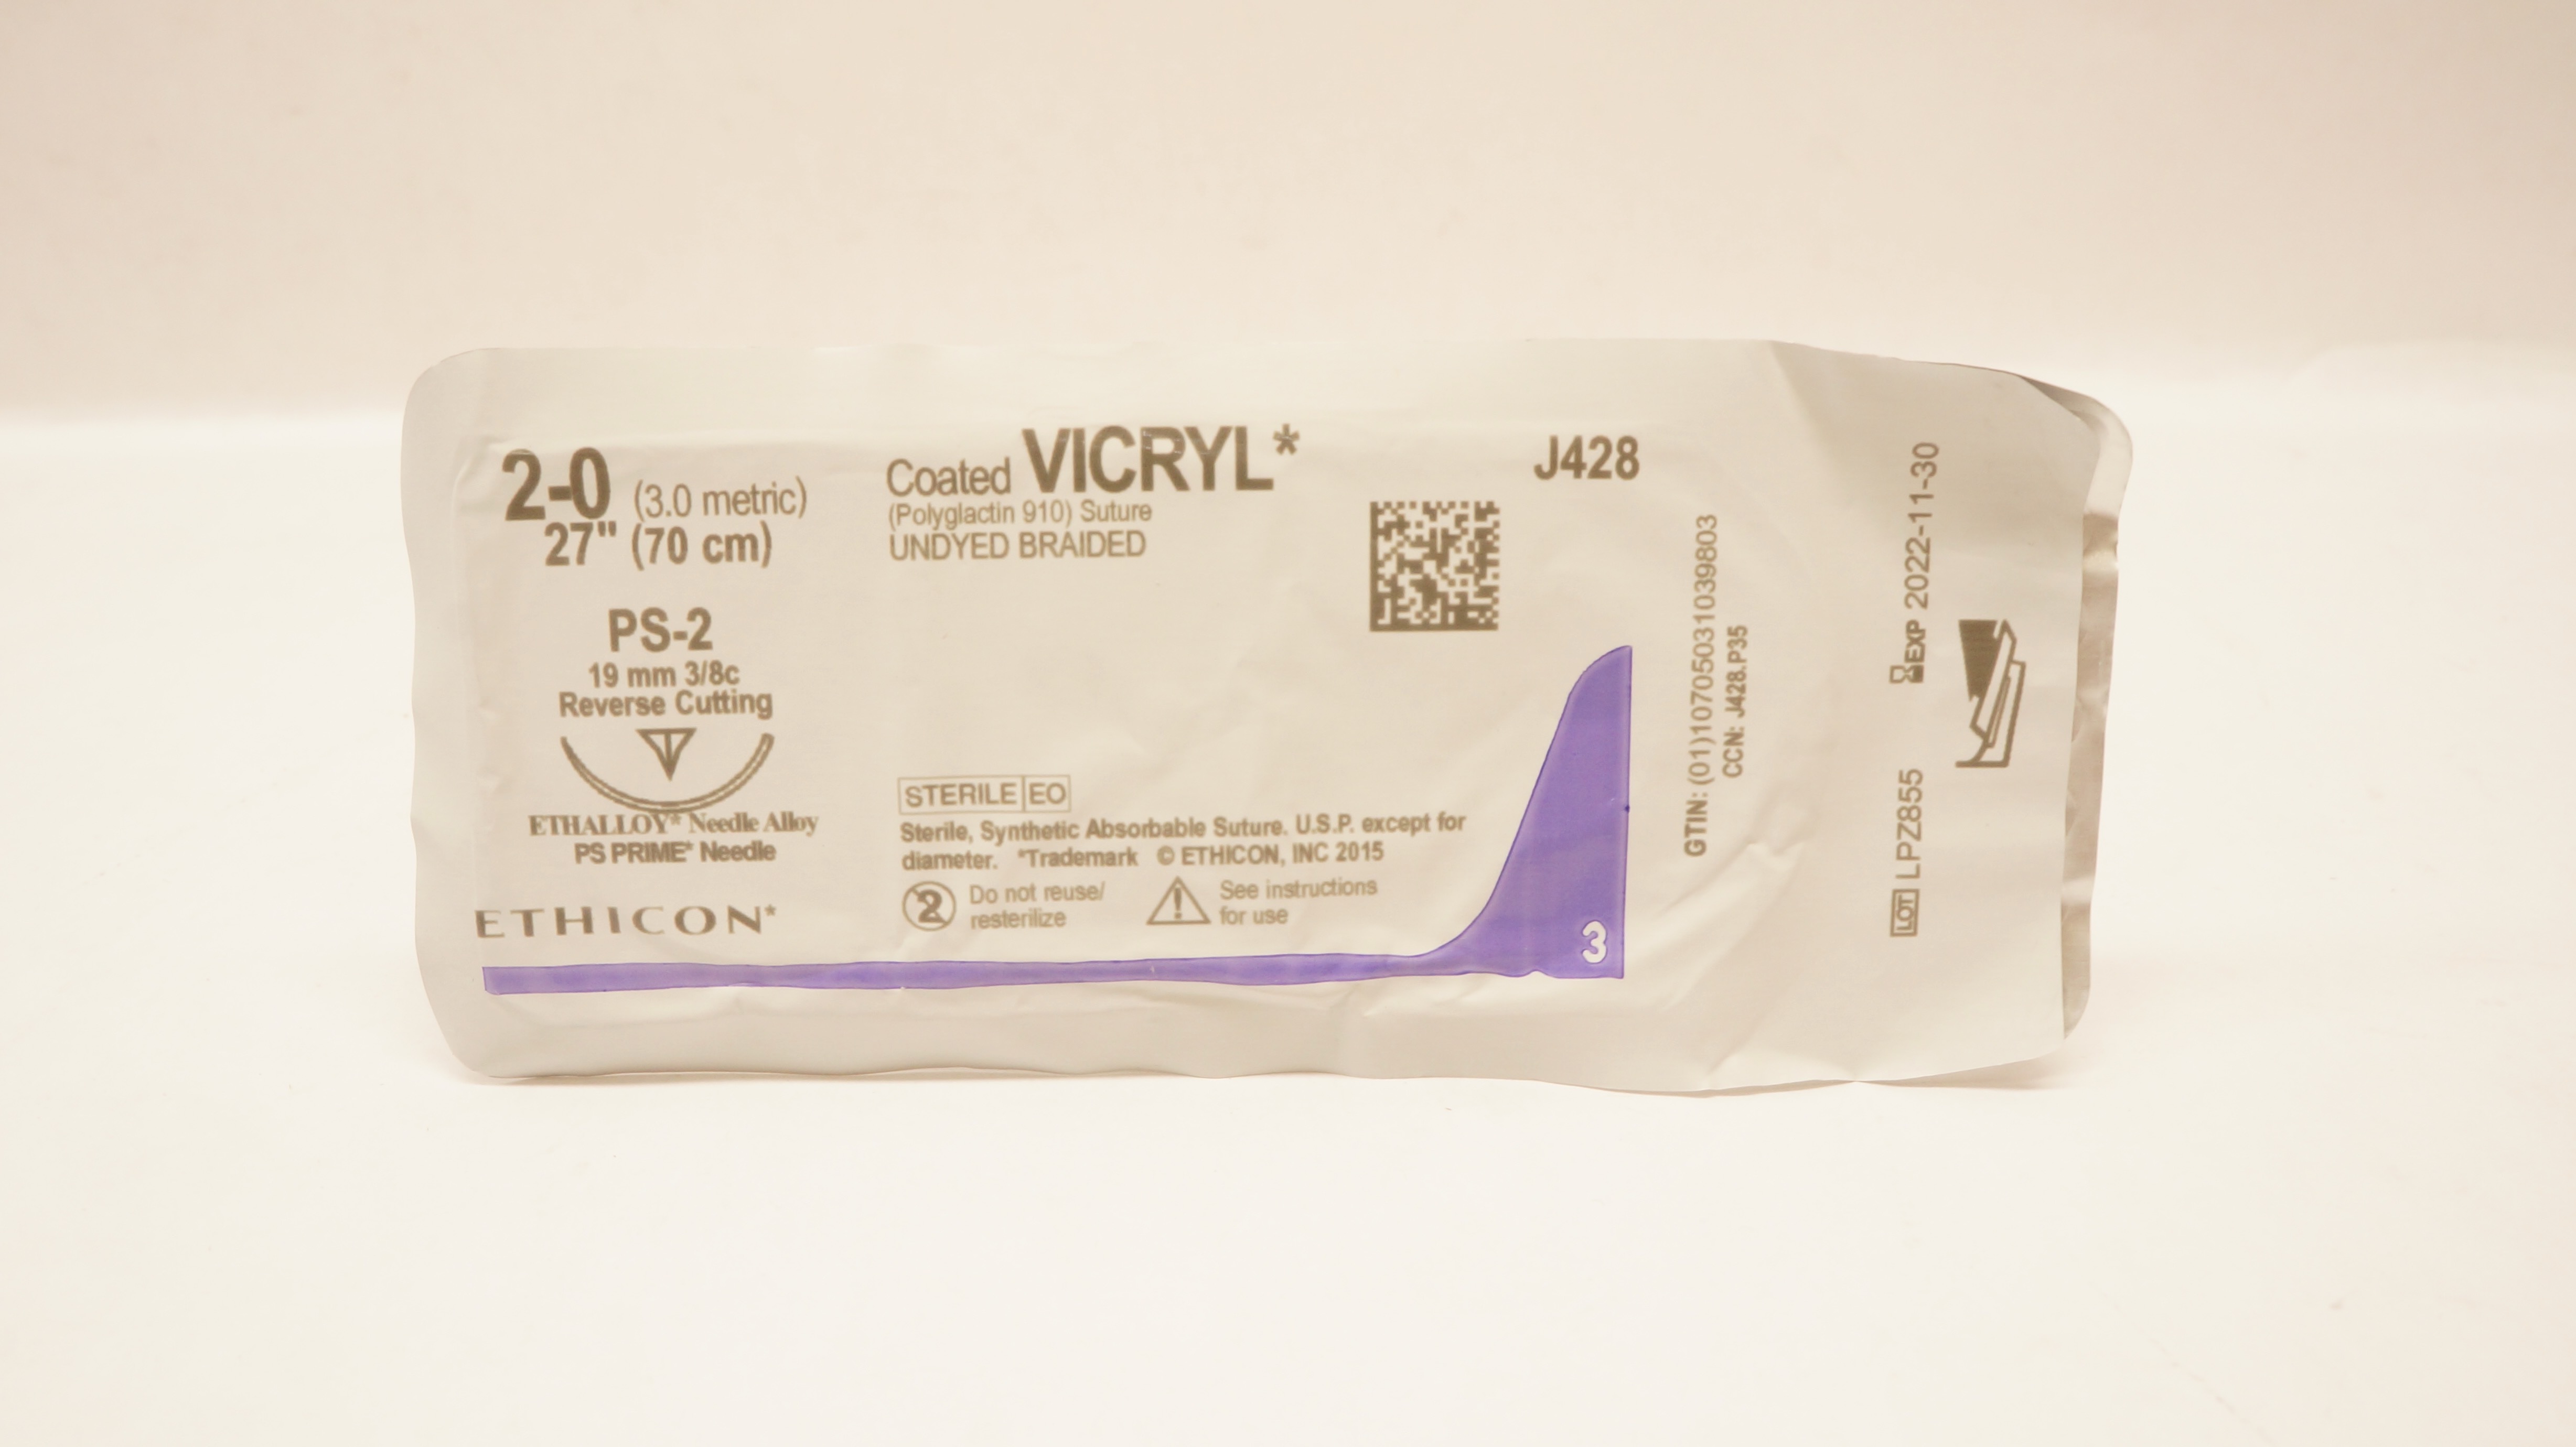 2-0 (3.0 metric)
27" (70 cm)
PS-2
19 mm 3/8c
Reverse Cutting
ETHALLOY* Needle Alloy
PS PRIME* Needle
ETHICON*
Coated VICRYL*
(Polyglactin 910) Suture
UNDYED BRAIDED
J428
STERILE EO
Sterile, Synthetic Absorbable Suture. U.S.P. except for
diameter. *Trademark © ETHICON, INC 2015
2 Do not reuse/
resterilize
! See instructions
for use
3
GTIN: (01)10705031039803
CCN: J428.P35
EXP 2022-11-30
LOT LPZ855